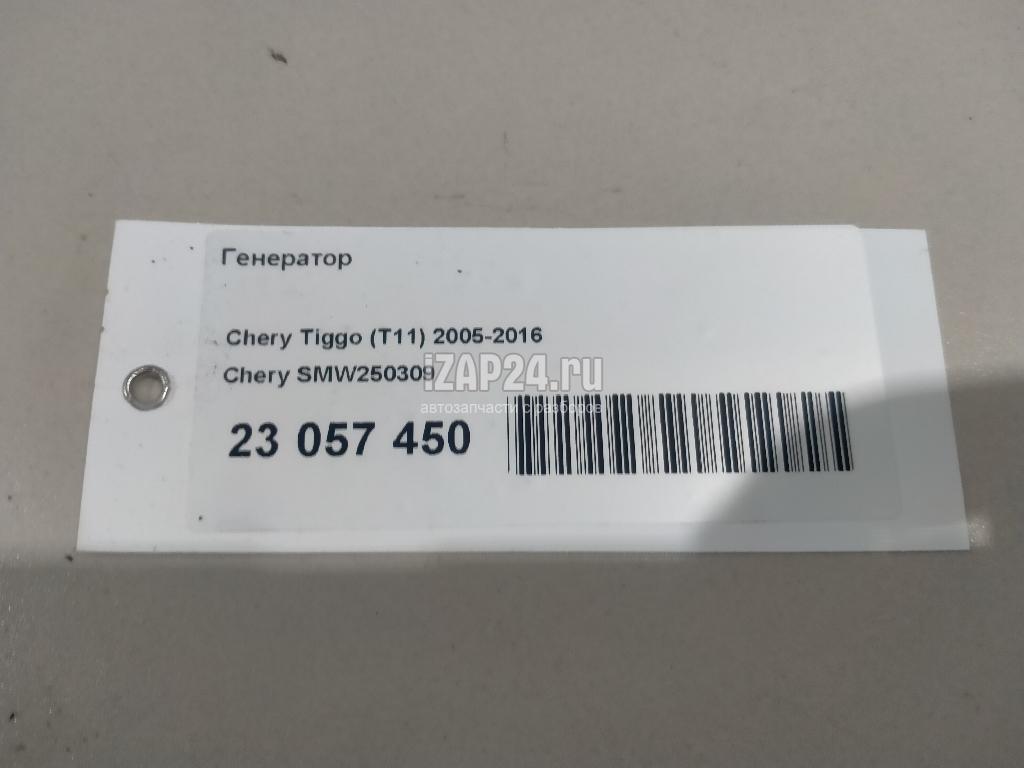 Генератор
Chery Tiggo (T11) 2005-2016
Chery SMW250309
iZAP24.ru
автозапчасти с разборов
23 057 450